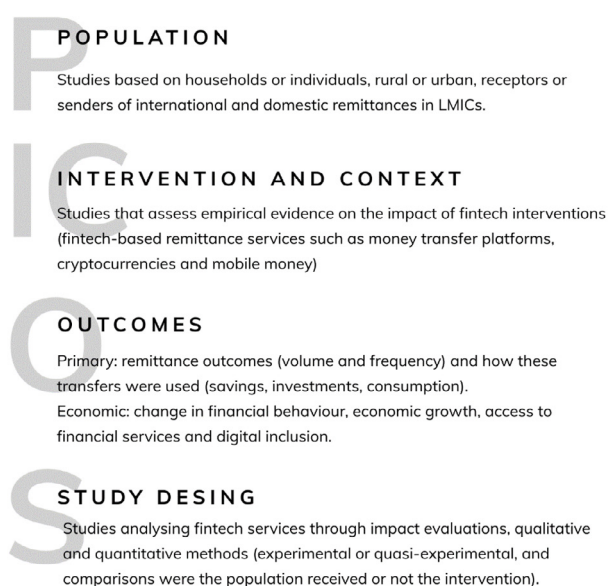 P
POPULATION
Studies based on households or individuals, rural or urban, receptors or
senders of international and domestic remittances in LMICs.
IC
INTERVENTION AND CONTEXT
Studies that assess empirical evidence on the impact of fintech interventions
(fintech-based remittance services such as money transfer platforms,
cryptocurrencies and mobile money)
O
OUTCOMES
Primary: remittance outcomes (volume and frequency) and how these
transfers were used (savings, investments, consumption).
Economic: change in financial behaviour, economic growth, access to
financial services and digital inclusion.
S
STUDY DESING
Studies analysing fintech services through impact evaluations, qualitative
and quantitative methods (experimental or quasi-experimental, and
comparisons were the population received or not the intervention).